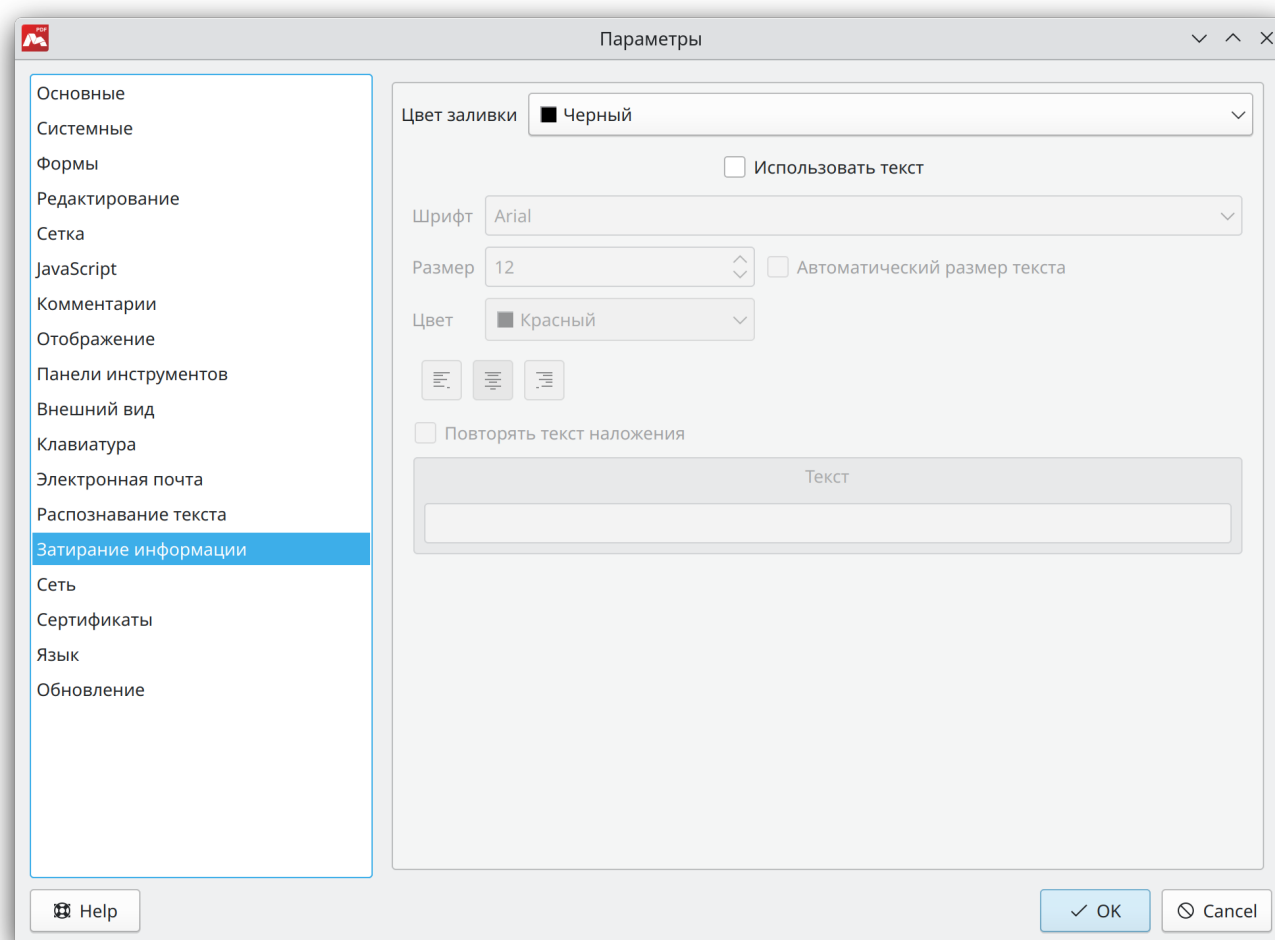 PDF
Параметры
Основные
Системные
Формы
Редактирование
Сетка
JavaScript
Комментарии
Отображение
Панели инструментов
Внешний вид
Клавиатура
Электронная почта
Распознавание текста
Затирание информации
Сеть
Сертификаты
Язык
Обновление
Цвет заливки Черный
Использовать текст
Шрифт Arial
Размер 12 Автоматический размер текста
Цвет Красный
Повторять текст наложения
Текст
Help OK Cancel